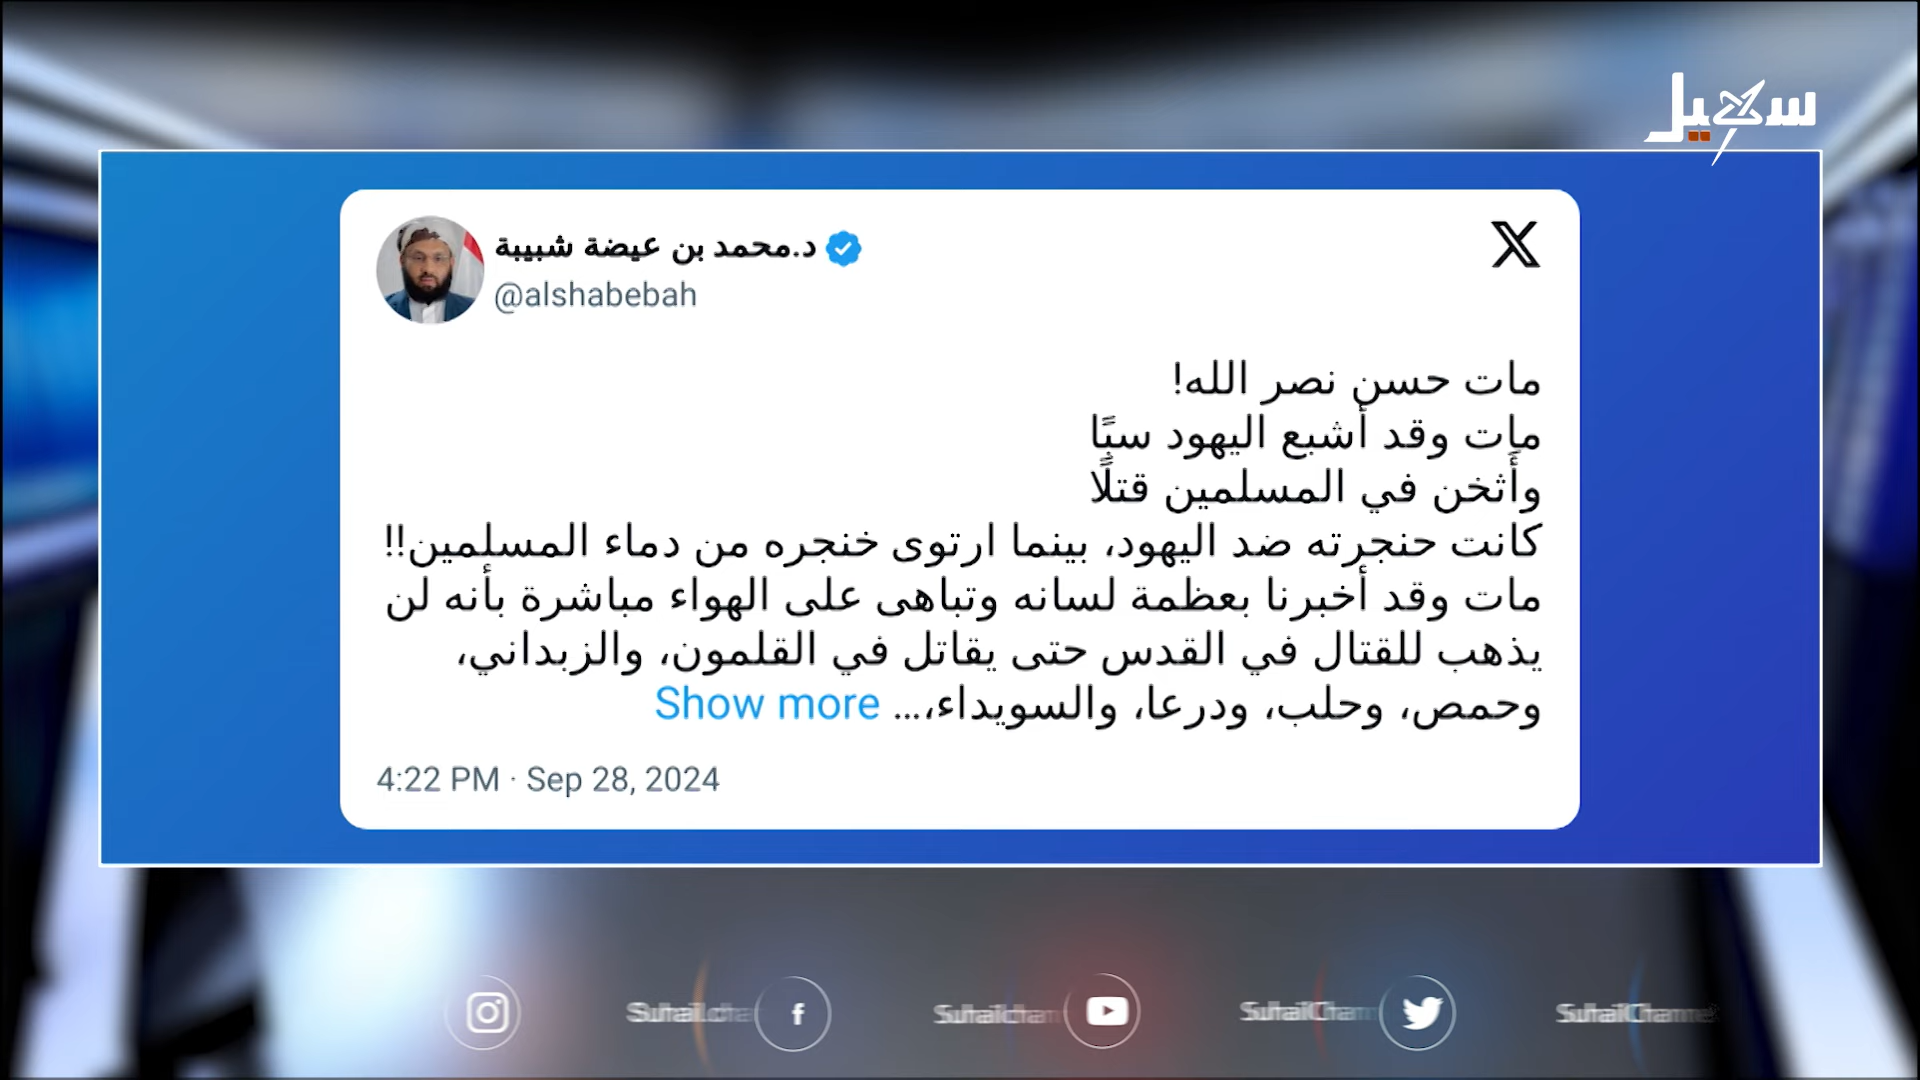 سهيل
د.محمد بن عيضة شبيبة
@alshabebah
مات حسن نصر الله!
مات وقد أشبع اليهود سبًا
وأثخن في المسلمين قتلًا
كانت حنجرته ضد اليهود، بينما ارتوى خنجره من دماء المسلمين!!
مات وقد أخبرنا بعظمة لسانه وتباهى على الهواء مباشرة بأنه لن
يذهب للقتال في القدس حتى يقاتل في القلمون، والزبداني،
وحمص، وحلب، ودرعا، والسويداء،... Show more
4:22 PM · Sep 28, 2024
SuhailChannel